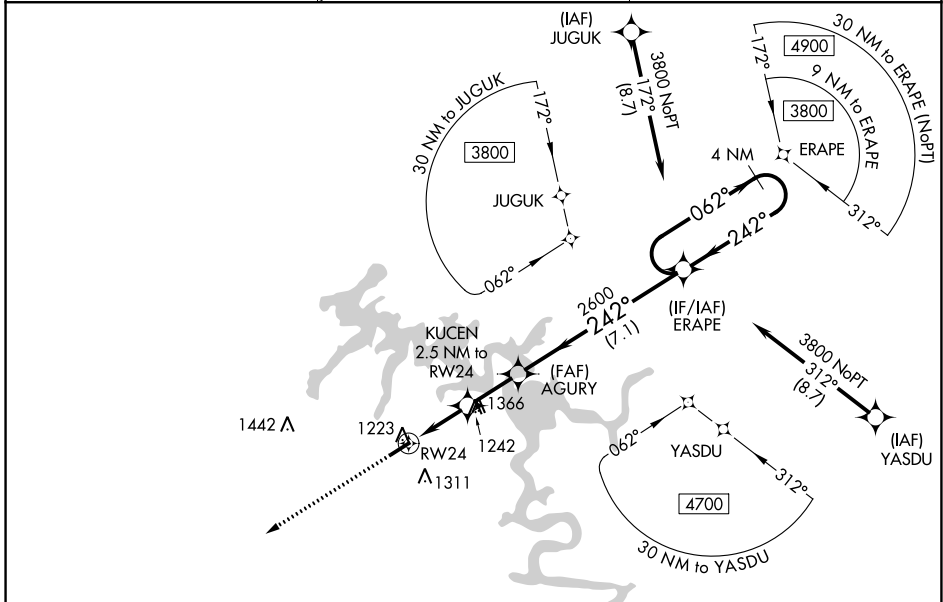 (IAF)
JUGUK
3800 NoPT
172°
(8.7)
30 NM to ERAPE (NoPT)
4900
172°
9 NM to ERAPE
3800
ERAPE
312°
30 NM to JUGUK
172°
3800
JUGUK
062°
4 NM
062°
242°
(IF/IAF)
ERAPE
2600
242°
(7.1)
KUCEN
2.5 NM to
RW24
(FAF)
AGURY
3800 NoPT
312°
(8.7)
(IAF)
YASDU
1366
1242
1442
1223
RW24
1311
062°
YASDU
312°
4700
30 NM to YASDU